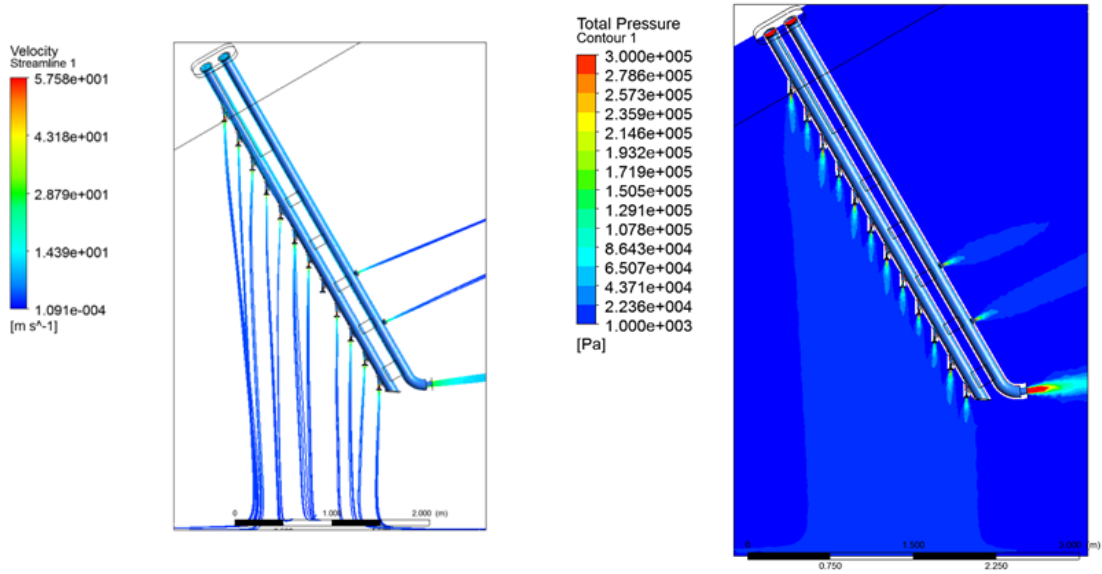 Velocity
Streamline 1
5.758e+001
4.318e+001
2.879e+001
1.439e+001
1.091e-004
[m s^-1]
0
1.000
2.000 (m)
Total Pressure
Contour 1
3.000e+005
2.786e+005
2.573e+005
2.359e+005
2.146e+005
1.932e+005
1.719e+005
1.505e+005
1.291e+005
1.078e+005
8.643e+004
6.507e+004
4.371e+004
2.236e+004
1.000e+003
[Pa]
0
1.500
3.000 (m)
0.750
2.250